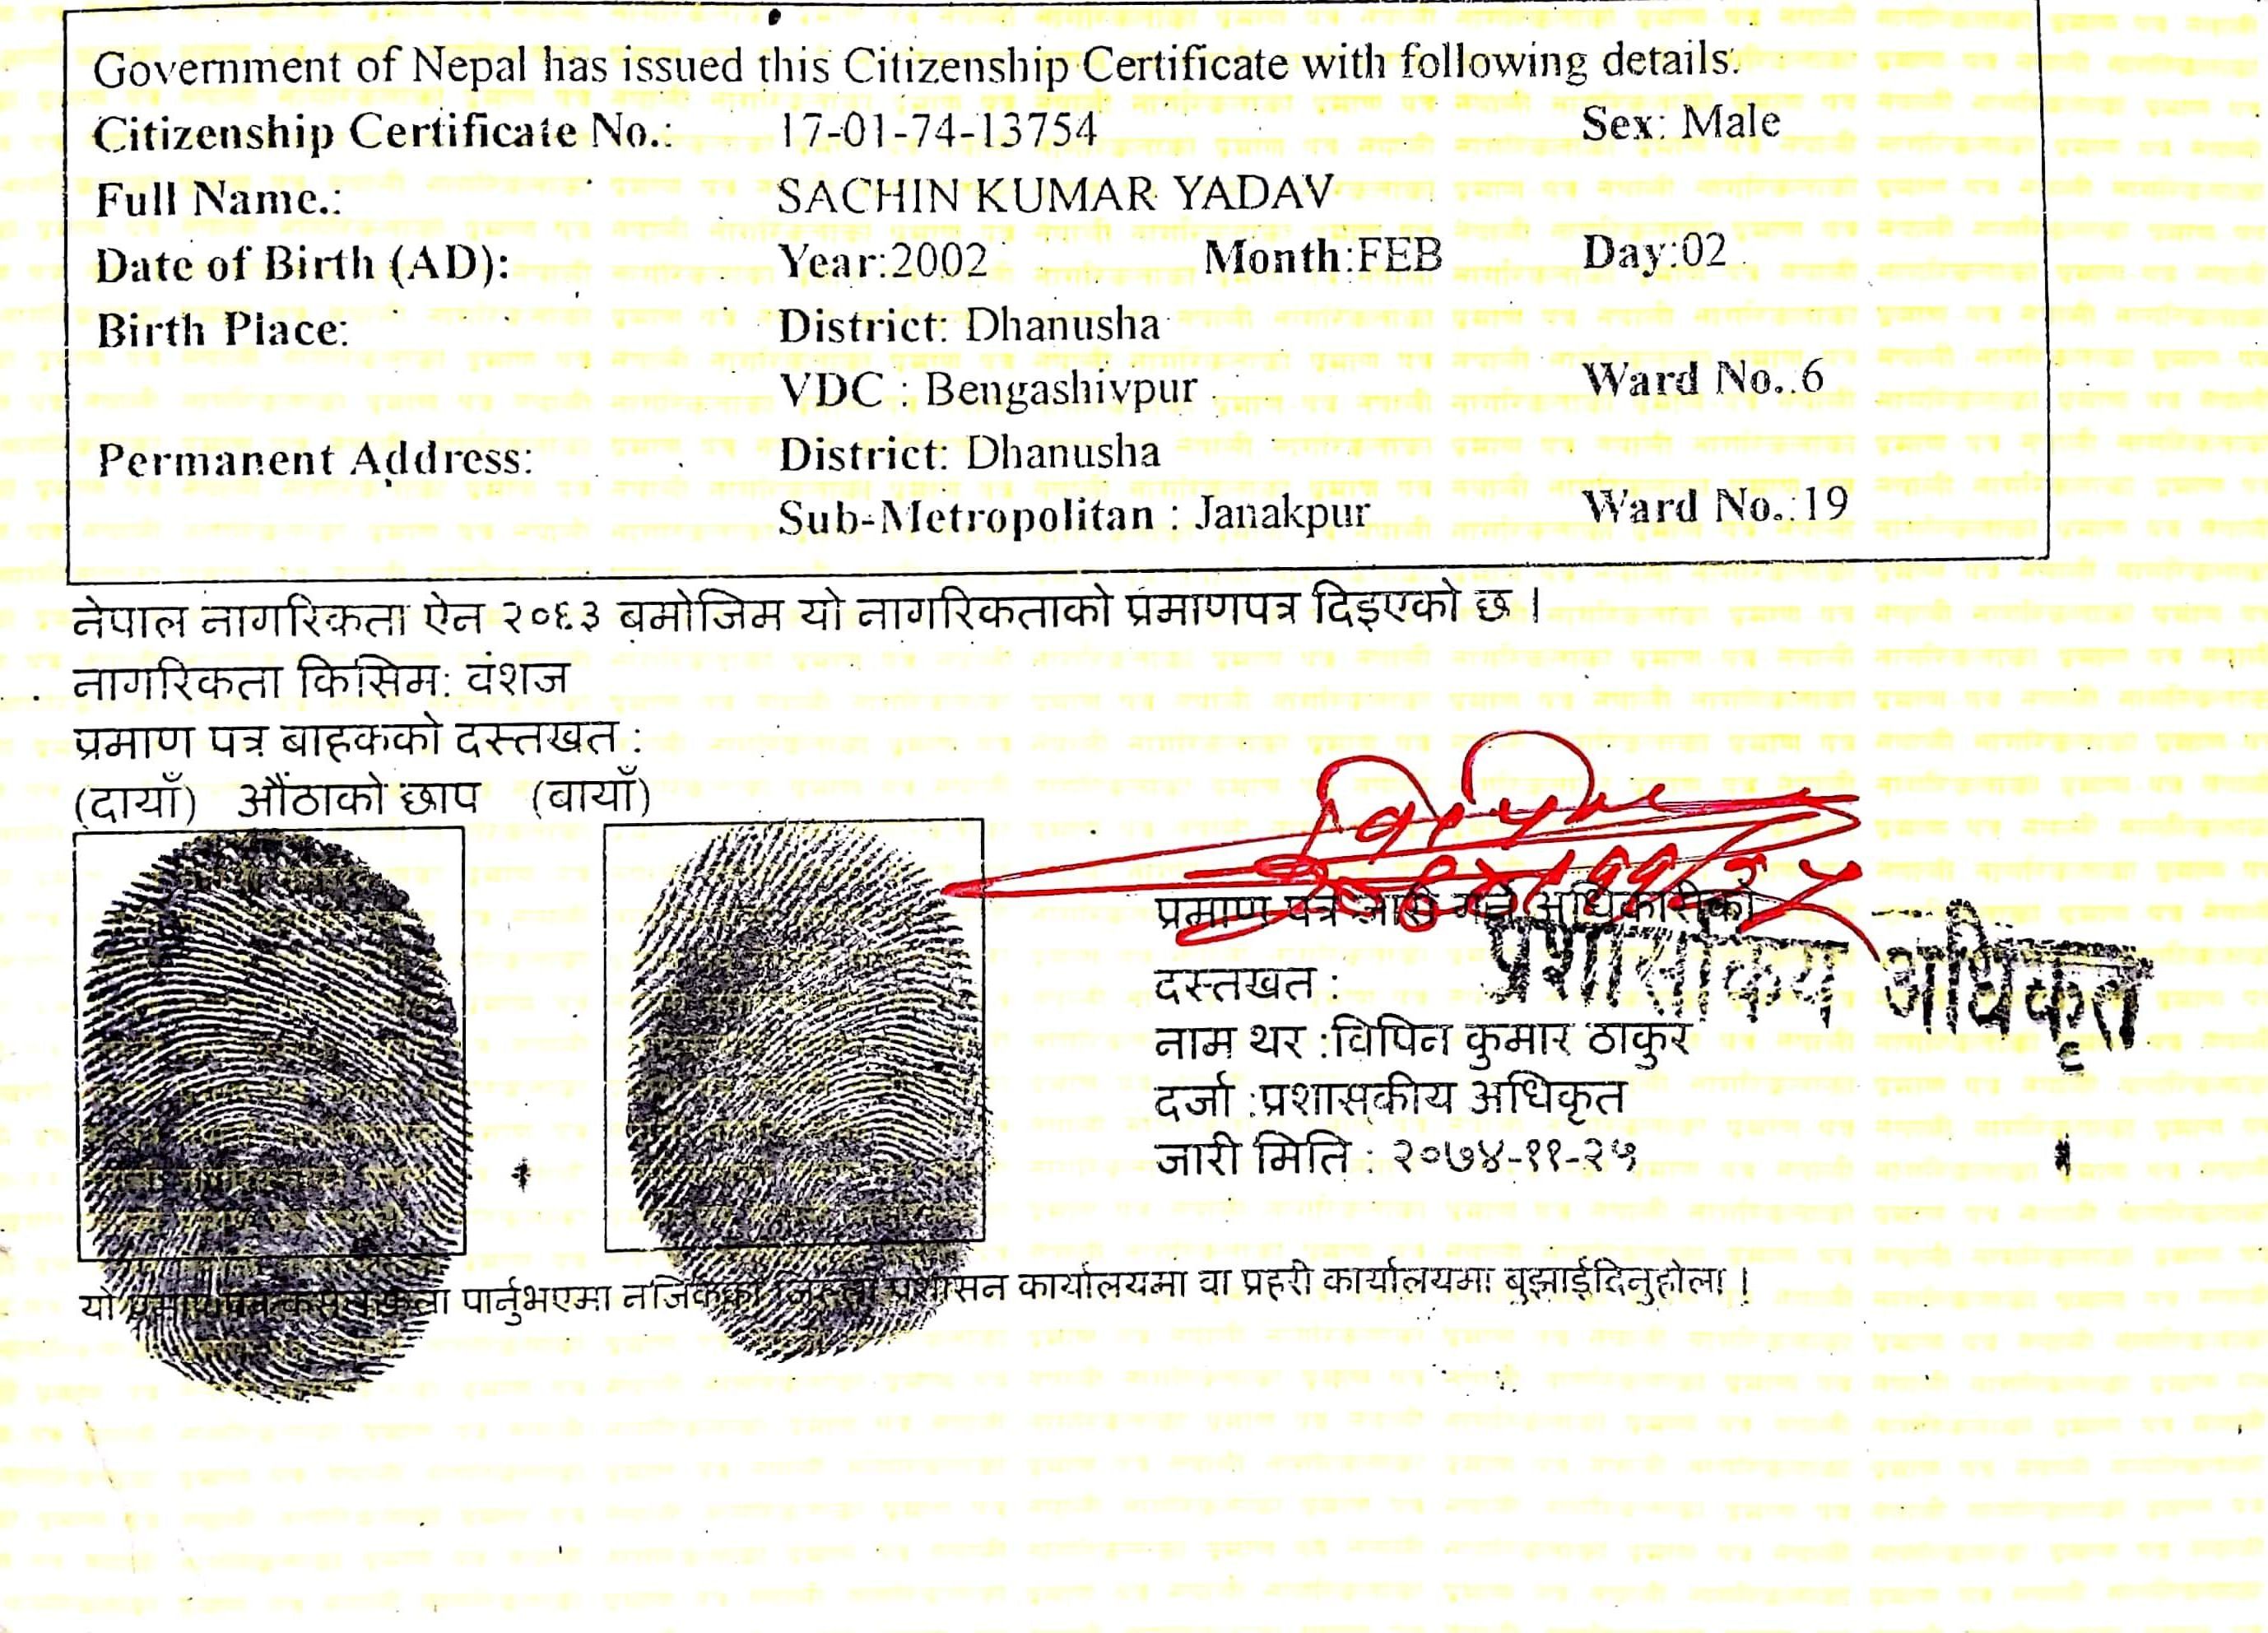 Government of Nepal has issued this Citizenship Certificate with following details:
Citizenship Certificate No.: 17-01-74-13754 Sex: Male
Full Name.: SACHIN KUMAR YADAV
Date of Birth (AD): Year:2002 Month:FEB Day:02
Birth Place: District: Dhanusha
VDC : Bengashivpur Ward No.:6
Permanent Address: District: Dhanusha
Sub-Metropolitan : Janakpur Ward No.:19
नेपाल नागरिकता ऐन २०६३ बमोजिम यो नागरिकताको प्रमाणपत्र दिइएको छ ।
नागरिकता किसिम: वंशज
प्रमाण पत्र बाहकको दस्तखत :
(दायाँ) औंठाको छाप (बायाँ)
प्रमाण पत्र जारी गर्ने अधिकारीको
प्रशासकिय अधिकृत
दस्तखत :
नाम थर :विपिन कुमार ठाकुर
दर्जा :प्रशासकीय अधिकृत
जारी मिति : २०७४-११-२५
यो पार्नुभएमा नजिकको जिल्ला प्रशासन कार्यालयमा वा प्रहरी कार्यालयमा बुझाईदिनुहोला ।